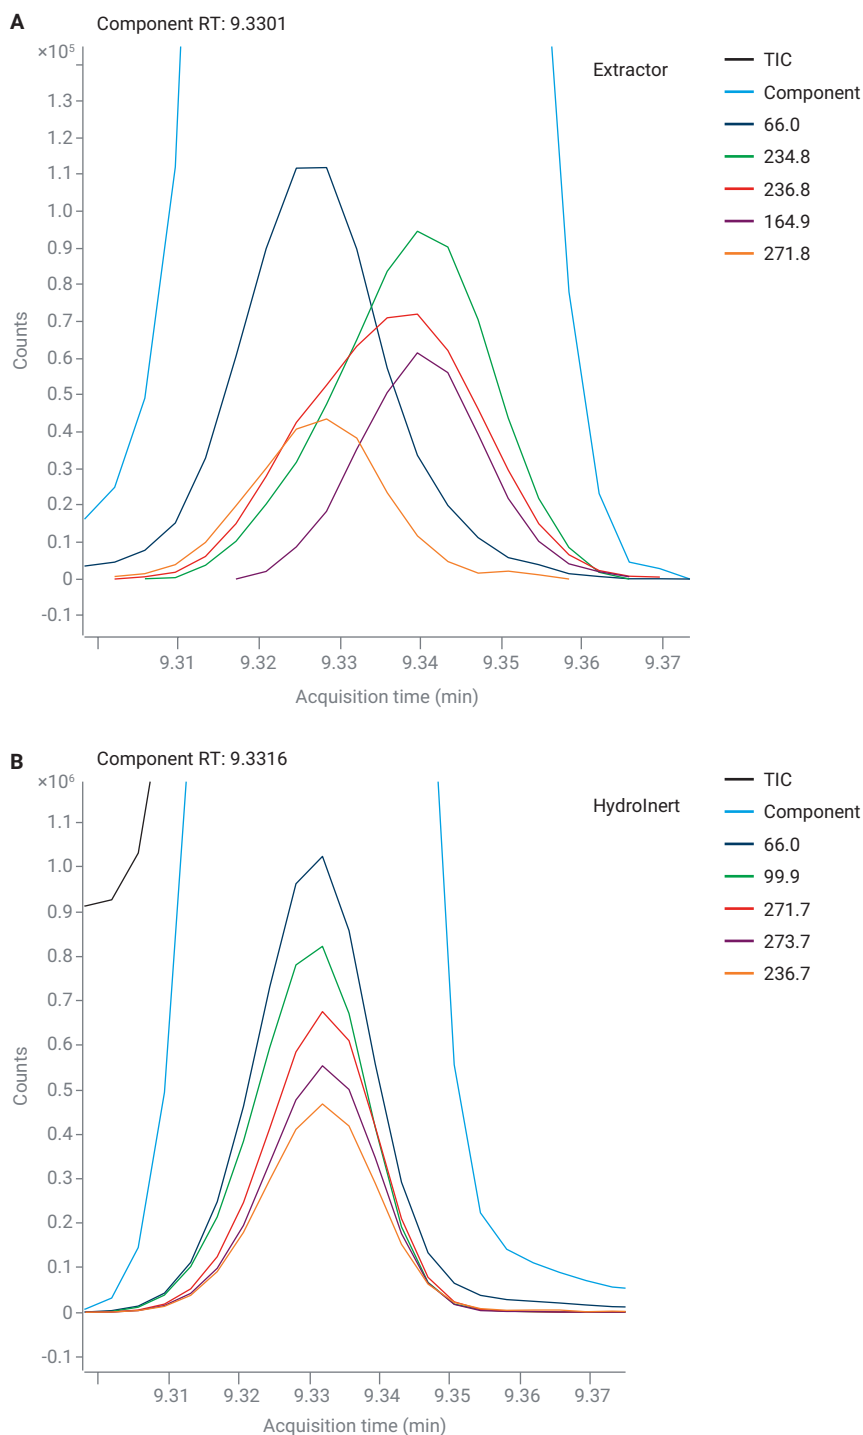 A
Component RT: 9.3301
×10⁵
Extractor
TIC
Component
66.0
234.8
236.8
164.9
271.8
1.3
1.2
1.1
1.0
0.9
0.8
0.7
0.6
0.5
0.4
0.3
0.2
0.1
0
-0.1
Counts
9.31 9.32 9.33 9.34 9.35 9.36 9.37
Acquisition time (min)
B
Component RT: 9.3316
×10⁶
HydroInert
TIC
Component
66.0
99.9
271.7
273.7
236.7
1.1
1.0
0.9
0.8
0.7
0.6
0.5
0.4
0.3
0.2
0.1
0
-0.1
Counts
9.31 9.32 9.33 9.34 9.35 9.36 9.37
Acquisition time (min)